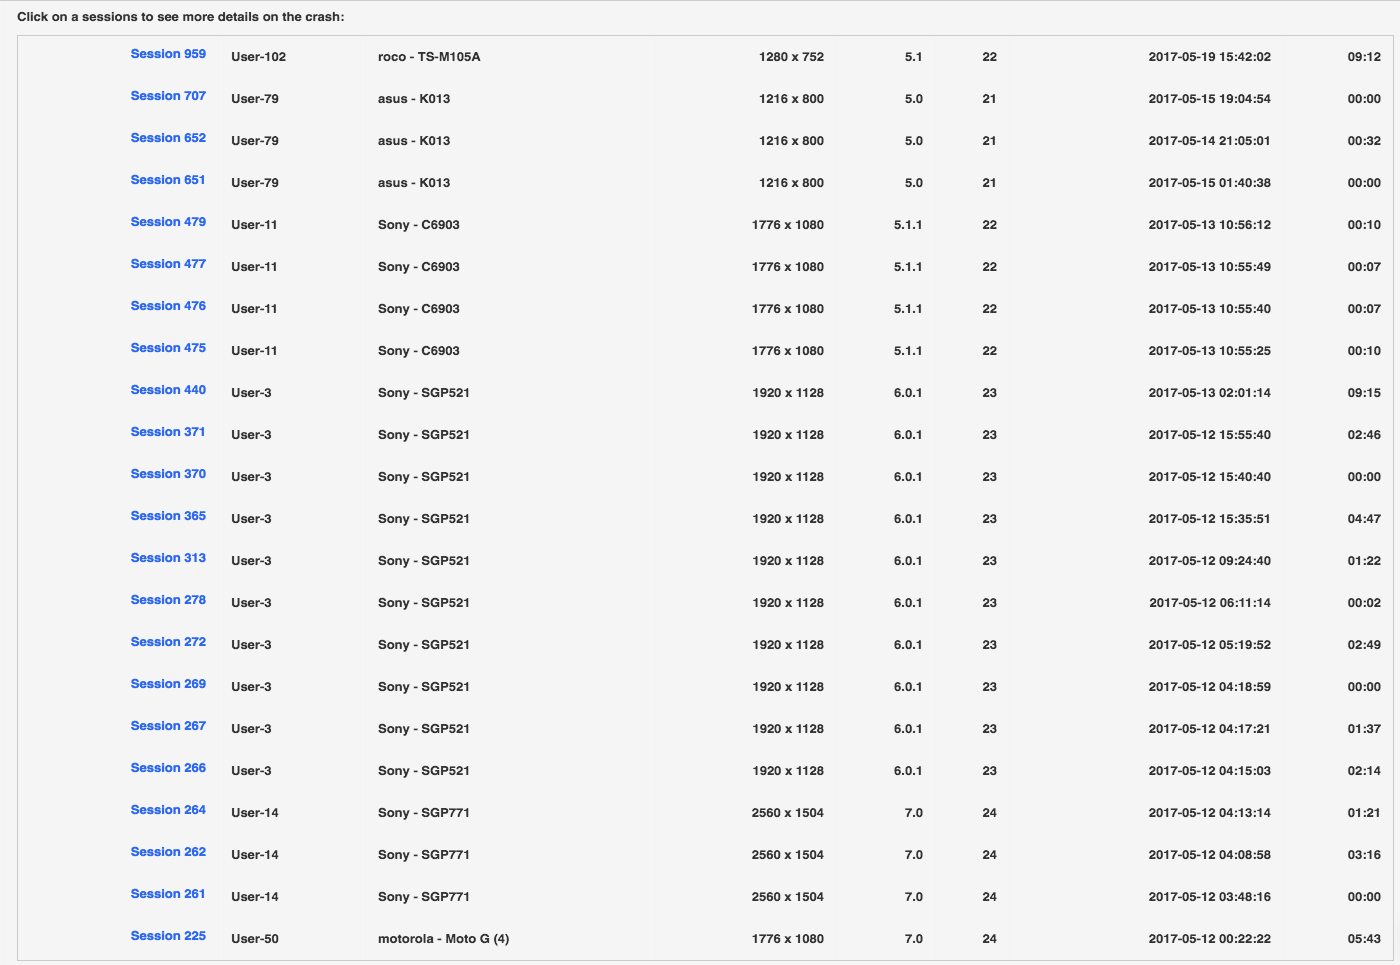 Click on a sessions to see more details on the crash:
Session 959 User-102 roco - TS-M105A 1280 x 752 5.1 22 2017-05-19 15:42:02 09:12
Session 707 User-79 asus - K013 1216 x 800 5.0 21 2017-05-15 19:04:54 00:00
Session 652 User-79 asus - K013 1216 x 800 5.0 21 2017-05-14 21:05:01 00:32
Session 651 User-79 asus - K013 1216 x 800 5.0 21 2017-05-15 01:40:38 00:00
Session 479 User-11 Sony - C6903 1776 x 1080 5.1.1 22 2017-05-13 10:56:12 00:10
Session 477 User-11 Sony - C6903 1776 x 1080 5.1.1 22 2017-05-13 10:55:49 00:07
Session 476 User-11 Sony - C6903 1776 x 1080 5.1.1 22 2017-05-13 10:55:40 00:07
Session 475 User-11 Sony - C6903 1776 x 1080 5.1.1 22 2017-05-13 10:55:25 00:10
Session 440 User-3 Sony - SGP521 1920 x 1128 6.0.1 23 2017-05-13 02:01:14 09:15
Session 371 User-3 Sony - SGP521 1920 x 1128 6.0.1 23 2017-05-12 15:55:40 02:46
Session 370 User-3 Sony - SGP521 1920 x 1128 6.0.1 23 2017-05-12 15:40:40 00:00
Session 365 User-3 Sony - SGP521 1920 x 1128 6.0.1 23 2017-05-12 15:35:51 04:47
Session 313 User-3 Sony - SGP521 1920 x 1128 6.0.1 23 2017-05-12 09:24:40 01:22
Session 278 User-3 Sony - SGP521 1920 x 1128 6.0.1 23 2017-05-12 06:11:14 00:02
Session 272 User-3 Sony - SGP521 1920 x 1128 6.0.1 23 2017-05-12 05:19:52 02:49
Session 269 User-3 Sony - SGP521 1920 x 1128 6.0.1 23 2017-05-12 04:18:59 00:00
Session 267 User-3 Sony - SGP521 1920 x 1128 6.0.1 23 2017-05-12 04:17:21 01:37
Session 266 User-3 Sony - SGP521 1920 x 1128 6.0.1 23 2017-05-12 04:15:03 02:14
Session 264 User-14 Sony - SGP771 2560 x 1504 7.0 24 2017-05-12 04:13:14 01:21
Session 262 User-14 Sony - SGP771 2560 x 1504 7.0 24 2017-05-12 04:08:58 03:16
Session 261 User-14 Sony - SGP771 2560 x 1504 7.0 24 2017-05-12 03:48:16 00:00
Session 225 User-50 motorola - Moto G (4) 1776 x 1080 7.0 24 2017-05-12 00:22:22 05:43